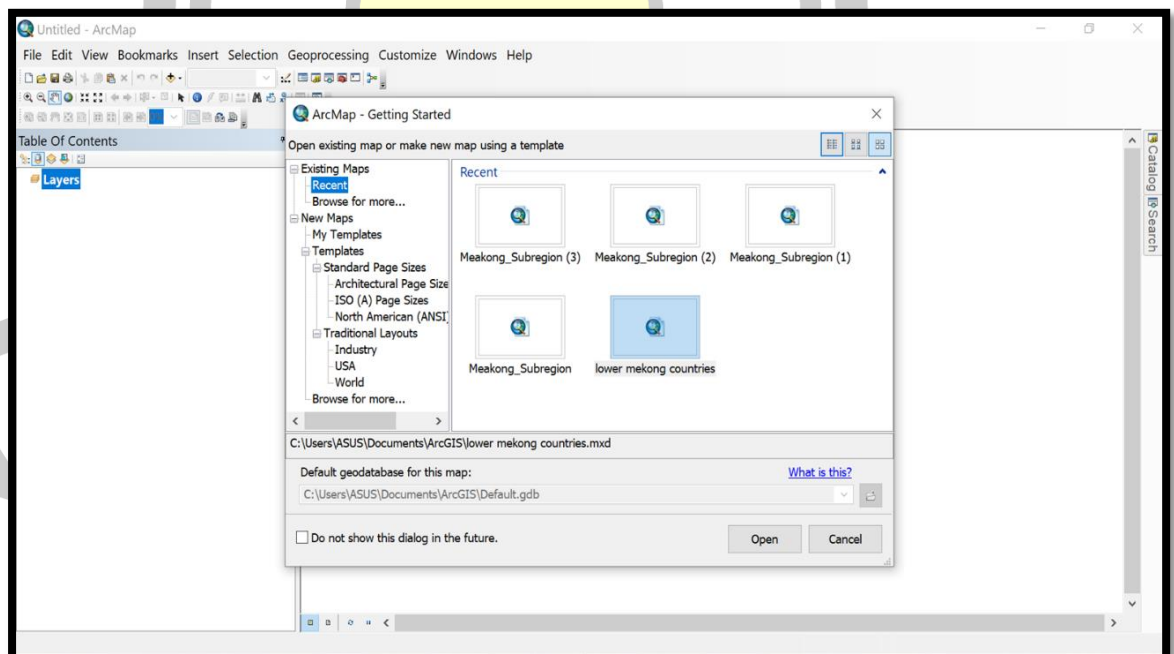 Untitled - ArcMap
File Edit View Bookmarks Insert Selection Geoprocessing Customize Windows Help
Table Of Contents
Layers
ArcMap - Getting Started
Open existing map or make new map using a template
Existing Maps
Recent
Browse for more...
New Maps
My Templates
Templates
Standard Page Sizes
Architectural Page Size
ISO (A) Page Sizes
North American (ANSI)
Traditional Layouts
Industry
USA
World
Browse for more...
Recent
Meakong_Subregion (3) Meakong_Subregion (2) Meakong_Subregion (1)
Meakong_Subregion lower mekong countries
C:\Users\ASUS\Documents\ArcGIS\lower mekong countries.mxd
Default geodatabase for this map: What is this?
C:\Users\ASUS\Documents\ArcGIS\Default.gdb
Do not show this dialog in the future.
Open Cancel
Catalog
Search